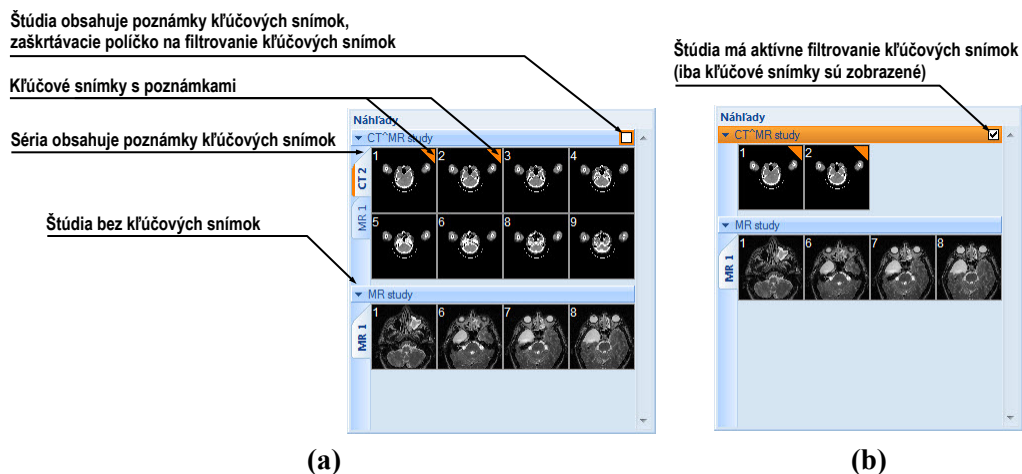 Štúdia obsahuje poznámky kľúčových snímok,
zaškrtávacie políčko na filtrovanie kľúčových snímok
Kľúčové snímky s poznámkami
Séria obsahuje poznámky kľúčových snímok
Štúdia bez kľúčových snímok
Náhľady
CT^MR study
CT 2
MR 1
1 2 3 4
5 6 8 9
MR study
MR 1
1 6 7 8
(a)
Štúdia má aktívne filtrovanie kľúčových snímok
(iba kľúčové snímky sú zobrazené)
Náhľady
CT^MR study
1 2
MR study
MR 1
1 6 7 8
(b)